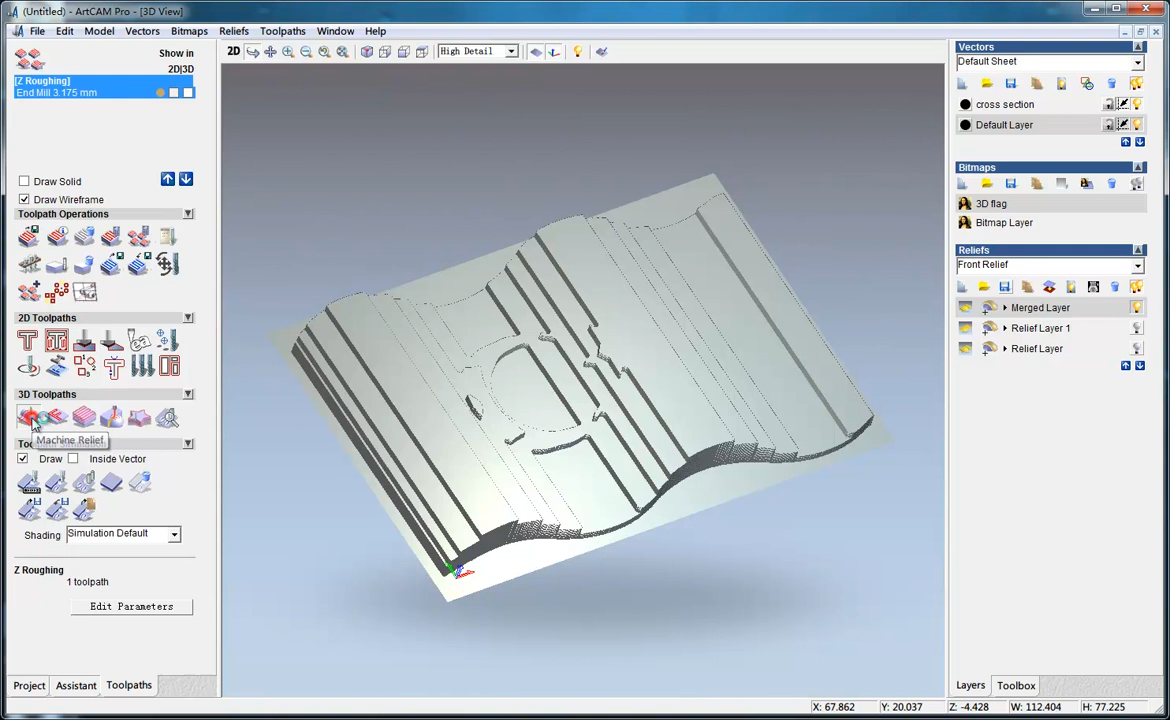 (Untitled) - ArtCAM Pro - [3D View]
File Edit Model Vectors Bitmaps Reliefs Toolpaths Window Help
Show in
2D|3D
[Z Roughing]
End Mill 3.175 mm
Draw Solid
Draw Wireframe
Toolpath Operations
2D Toolpaths
3D Toolpaths
Machine Relief
Draw Inside Vector
Shading Simulation Default
Z Roughing
1 toolpath
Edit Parameters
Project Assistant Toolpaths
2D High Detail
Vectors
Default Sheet
cross section
Default Layer
Bitmaps
3D flag
Bitmap Layer
Reliefs
Front Relief
Merged Layer
Relief Layer 1
Relief Layer
Layers Toolbox
X: 67.862 Y: 20.037 Z: -4.428 W: 112.404 H: 77.225